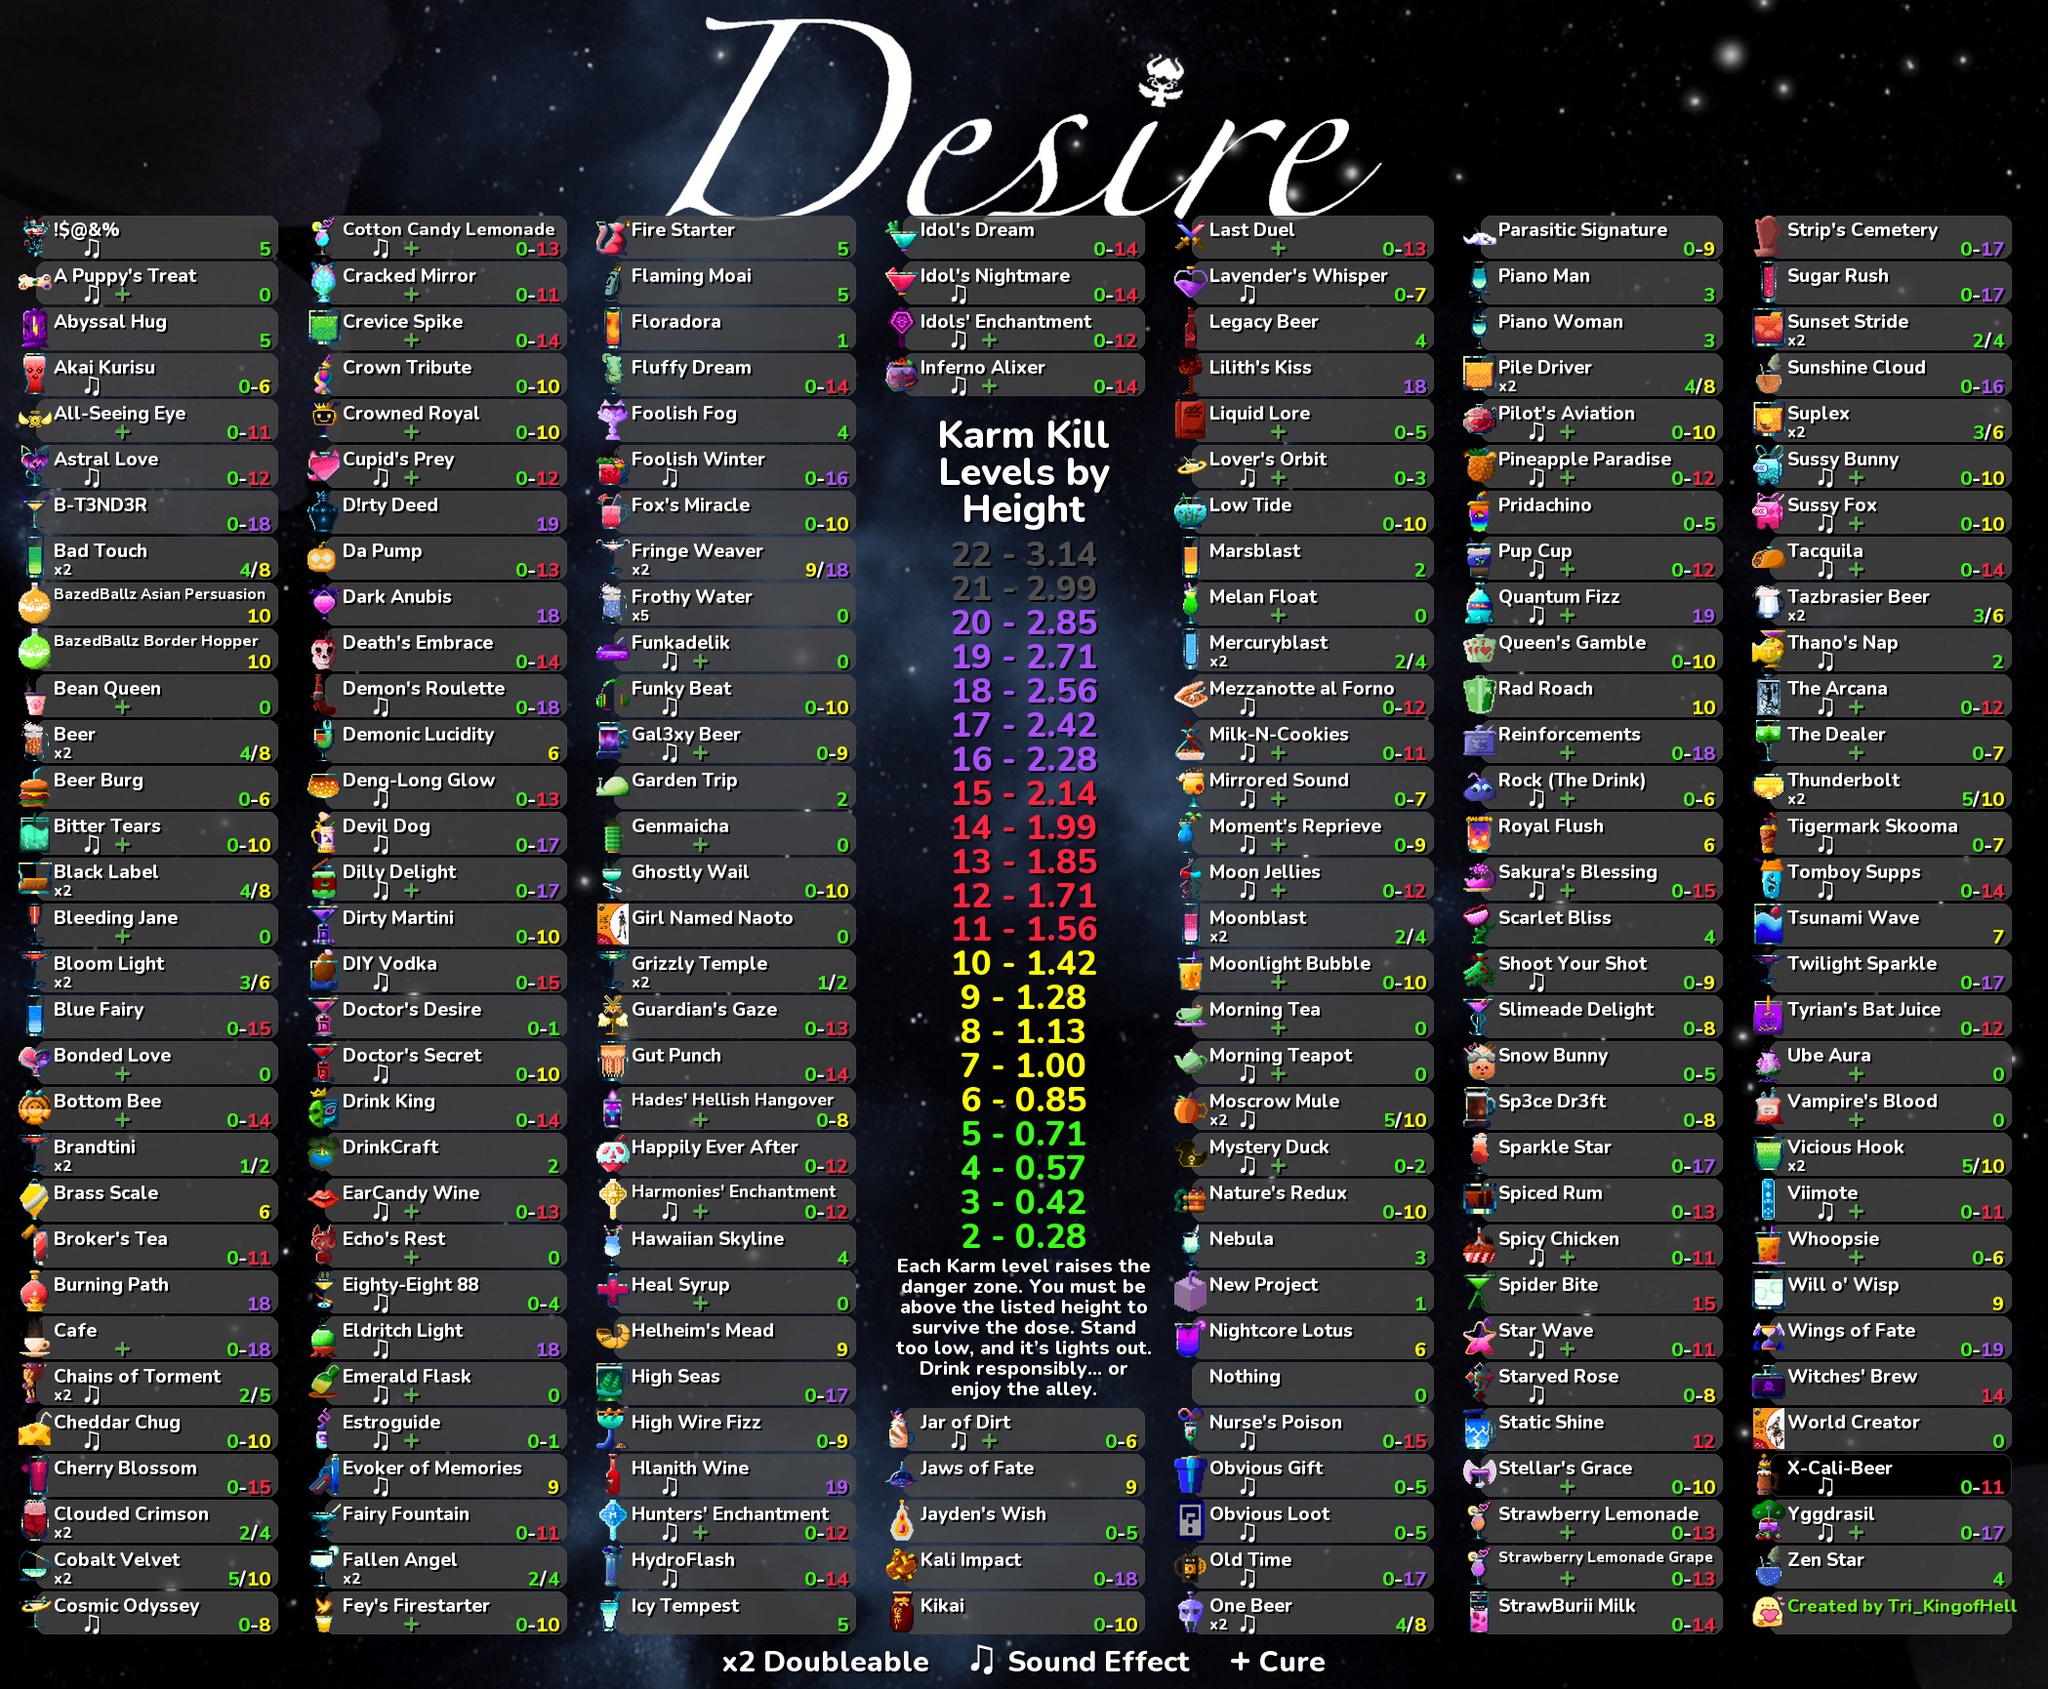 Desire
!$@&%
♫ 5
A Puppy's Treat
♫ + 0
Abyssal Hug
5
Akai Kurisu
♫ 0-6
All-Seeing Eye
+ 0-11
Astral Love
♫ 0-12
B-T3ND3R
0-18
Bad Touch
x2 4/8
BazedBallz Asian Persuasion
10
BazedBallz Border Hopper
10
Bean Queen
+ 0
Beer
x2 4/8
Beer Burg
0-6
Bitter Tears
♫ + 0-10
Black Label
x2 4/8
Bleeding Jane
+ 0
Bloom Light
x2 3/6
Blue Fairy
0-15
Bonded Love
+ 0
Bottom Bee
+ 0-14
Brandtini
x2 1/2
Brass Scale
6
Broker's Tea
0-11
Burning Path
18
Cafe
+ 0-18
Chains of Torment
x2 ♫ 2/5
Cheddar Chug
♫ 0-10
Cherry Blossom
0-15
Clouded Crimson
x2 2/4
Cobalt Velvet
x2 5/10
Cosmic Odyssey
♫ 0-8
Cotton Candy Lemonade
♫ + 0-13
Cracked Mirror
+ 0-11
Crevice Spike
+ 0-14
Crown Tribute
0-10
Crowned Royal
+ 0-10
Cupid's Prey
♫ + 0-12
D!rty Deed
19
Da Pump
0-13
Dark Anubis
18
Death's Embrace
0-14
Demon's Roulette
♫ 0-18
Demonic Lucidity
6
Deng-Long Glow
♫ 0-13
Devil Dog
♫ 0-17
Dilly Delight
♫ + 0-17
Dirty Martini
0-10
DIY Vodka
♫ 0-15
Doctor's Desire
0-1
Doctor's Secret
♫ 0-10
Drink King
0-14
DrinkCraft
2
EarCandy Wine
♫ + 0-13
Echo's Rest
+ 0
Eighty-Eight 88
♫ 0-4
Eldritch Light
♫ 18
Emerald Flask
♫ + 0
Estroguide
♫ + 0-1
Evoker of Memories
♫ 9
Fairy Fountain
0-11
Fallen Angel
x2 2/4
Fey's Firestarter
+ 0-10
Fire Starter
5
Flaming Moai
5
Floradora
1
Fluffy Dream
0-14
Foolish Fog
4
Foolish Winter
♫ 0-16
Fox's Miracle
0-10
Fringe Weaver
x2 9/18
Frothy Water
x5 0
Funkadelik
♫ + 0
Funky Beat
♫ 0-10
Gal3xy Beer
♫ + 0-9
Garden Trip
2
Genmaicha
+ 0
Ghostly Wail
0-10
Girl Named Naoto
0
Grizzly Temple
x2 1/2
Guardian's Gaze
0-13
Gut Punch
0-14
Hades' Hellish Hangover
+ 0-8
Happily Ever After
0-12
Harmonies' Enchantment
♫ + 0-12
Hawaiian Skyline
4
Heal Syrup
+ 0
Helheim's Mead
9
High Seas
0-17
High Wire Fizz
0-9
Hlanith Wine
19
Hunters' Enchantment
♫ + 0-12
HydroFlash
♫ 0-14
Icy Tempest
5
Idol's Dream
0-14
Idol's Nightmare
♫ 0-14
Idols' Enchantment
♫ + 0-12
Inferno Alixer
♫ + 0-14
Karm Kill
Levels by
Height
22 - 3.14
21 - 2.99
20 - 2.85
19 - 2.71
18 - 2.56
17 - 2.42
16 - 2.28
15 - 2.14
14 - 1.99
13 - 1.85
12 - 1.71
11 - 1.56
10 - 1.42
9 - 1.28
8 - 1.13
7 - 1.00
6 - 0.85
5 - 0.71
4 - 0.57
3 - 0.42
2 - 0.28
Each Karm level raises the
danger zone. You must be
above the listed height to
survive the dose. Stand
too low, and it's lights out.
Drink responsibly... or
enjoy the alley.
Jar of Dirt
♫ + 0-6
Jaws of Fate
9
Jayden's Wish
0-5
Kali Impact
0-18
Kikai
0-10
Last Duel
+ 0-13
Lavender's Whisper
♫ 0-7
Legacy Beer
4
Lilith's Kiss
18
Liquid Lore
+ 0-5
Lover's Orbit
♫ + 0-3
Low Tide
0-10
Marsblast
2
Melan Float
+ 0
Mercuryblast
x2 2/4
Mezzanotte al Forno
♫ 0-12
Milk-N-Cookies
♫ + 0-11
Mirrored Sound
♫ + 0-7
Moment's Reprieve
♫ + 0-9
Moon Jellies
♫ + 0-12
Moonblast
x2 2/4
Moonlight Bubble
+ 0-10
Morning Tea
+ 0
Morning Teapot
♫ + 0
Moscrow Mule
x2 ♫ 5/10
Mystery Duck
♫ + 0-2
Nature's Redux
0-10
Nebula
3
New Project
1
Nightcore Lotus
6
Nothing
0
Nurse's Poison
♫ 0-15
Obvious Gift
♫ 0-5
Obvious Loot
♫ 0-5
Old Time
♫ 0-17
One Beer
x2 ♫ 4/8
Parasitic Signature
0-9
Piano Man
3
Piano Woman
3
Pile Driver
x2 4/8
Pilot's Aviation
♫ + 0-10
Pineapple Paradise
♫ + 0-12
Pridachino
0-5
Pup Cup
♫ + 0-12
Quantum Fizz
♫ + 19
Queen's Gamble
0-10
Rad Roach
10
Reinforcements
+ 0-18
Rock (The Drink)
♫ + 0-6
Royal Flush
6
Sakura's Blessing
♫ + 0-15
Scarlet Bliss
4
Shoot Your Shot
♫ 0-9
Slimeade Delight
0-8
Snow Bunny
0-5
Sp3ce Dr3ft
0-8
Sparkle Star
0-17
Spiced Rum
0-13
Spicy Chicken
♫ + 0-11
Spider Bite
15
Star Wave
♫ + 0-11
Starved Rose
♫ 0-8
Static Shine
12
Stellar's Grace
+ 0-10
Strawberry Lemonade
+ 0-13
Strawberry Lemonade Grape
+ 0-13
StrawBurii Milk
0-14
Strip's Cemetery
0-17
Sugar Rush
0-17
Sunset Stride
x2 2/4
Sunshine Cloud
0-16
Suplex
x2 3/6
Sussy Bunny
♫ + 0-10
Sussy Fox
♫ + 0-10
Tacquila
♫ + 0-14
Tazbrasier Beer
x2 3/6
Thano's Nap
♫ 2
The Arcana
♫ + 0-12
The Dealer
+ 0-7
Thunderbolt
x2 5/10
Tigermark Skooma
♫ 0-7
Tomboy Supps
♫ 0-14
Tsunami Wave
7
Twilight Sparkle
0-17
Tyrian's Bat Juice
0-12
Ube Aura
+ 0
Vampire's Blood
+ 0
Vicious Hook
x2 5/10
Viimote
♫ + 0-11
Whoopsie
+ 0-6
Will o' Wisp
9
Wings of Fate
0-19
Witches' Brew
14
World Creator
0
X-Cali-Beer
♫ 0-11
Yggdrasil
♫ + 0-17
Zen Star
4
Created by Tri_KingofHell
x2 Doubleable ♫ Sound Effect + Cure